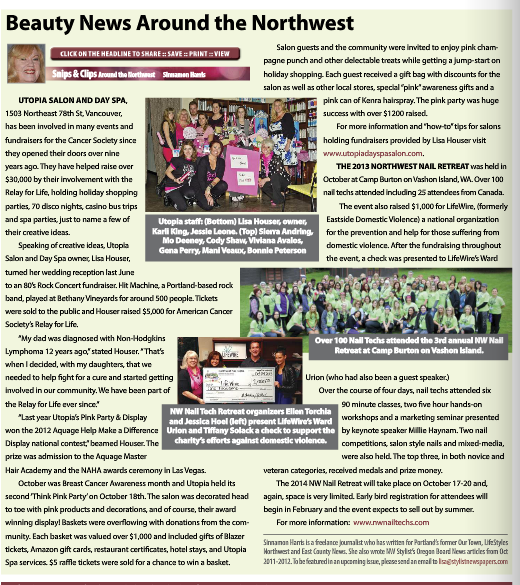 Beauty News Around the Northwest
CLICK ON THE HEADLINE TO SHARE :: SAVE :: PRINT :: VIEW
Snips & Clips Around the Northwest Sinnamon Harris
UTOPIA SALON AND DAY SPA,
1503 Northeast 78th St, Vancouver,
has been involved in many events and
fundraisers for the Cancer Society since
they opened their doors over nine
years ago. They have helped raise over
$30,000 by their involvement with the
Relay for Life, holding holiday shopping
parties, 70 disco nights, casino bus trips
and spa parties, just to name a few of
their creative ideas.
Speaking of creative ideas, Utopia
Salon and Day Spa owner, Lisa Houser,
turned her wedding reception last June
to an 80's Rock Concert fundraiser. Hit Machine, a Portland-based rock
band, played at Bethany Vineyards for around 500 people. Tickets
were sold to the public and Houser raised $5,000 for American Cancer
Society's Relay for Life.
"My dad was diagnosed with Non-Hodgkins
Lymphoma 12 years ago," stated Houser. "That's
when I decided, with my daughters, that we
needed to help fight for a cure and started getting
involved in our community. We have been part of
the Relay for Life ever since."
"Last year Utopia's Pink Party & Display
won the 2012 Aquage Help Make a Difference
Display national contest," beamed Houser. The
prize was admission to the Aquage Master
Hair Academy and the NAHA awards ceremony in Las Vegas.
October was Breast Cancer Awareness month and Utopia held its
second 'Think Pink Party' on October 18th. The salon was decorated head
to toe with pink products and decorations, and of course, their award
winning display! Baskets were overflowing with donations from the com-
munity. Each basket was valued over $1,000 and included gifts of Blazer
tickets, Amazon gift cards, restaurant certificates, hotel stays, and Utopia
Spa services. $5 raffle tickets were sold for a chance to win a basket.
Utopia staff: (Bottom) Lisa Houser, owner,
Karli King, Jessie Leone. (Top) Sierra Andring,
Mo Deeney, Cody Shaw, Viviana Avalos,
Gena Perry, Mani Veaux, Bonnie Peterson
NW Nail Tech Retreat organizers Ellen Torchia
and Jessica Hoel (left) present LifeWire's Ward
Urion and Tiffany Solack a check to support the
charity's efforts against domestic violence.
Salon guests and the community were invited to enjoy pink cham-
pagne punch and other delectable treats while getting a jump-start on
holiday shopping. Each guest received a gift bag with discounts for the
salon as well as other local stores, special "pink" awareness gifts and a
pink can of Kenra hairspray. The pink party was huge
success with over $1200 raised.
For more information and "how-to" tips for salons
holding fundraisers provided by Lisa Houser visit
www.utopiadayspasalon.com.
THE 2013 NORTHWEST NAIL RETREAT was held in
October at Camp Burton on Vashon Island, WA. Over 100
nail techs attended including 25 attendees from Canada.
The event also raised $1,000 for LifeWire, (formerly
Eastside Domestic Violence) a national organization
for the prevention and help for those suffering from
domestic violence. After the fundraising throughout
the event, a check was presented to LifeWire's Ward
Over 100 Nail Techs attended the 3rd annual NW Nail
Retreat at Camp Burton on Vashon Island.
Urion (who had also been a guest speaker.)
Over the course of four days, nail techs attended six
90 minute classes, two five hour hands-on
workshops and a marketing seminar presented
by keynote speaker Millie Haynam. Two nail
competitions, salon style nails and mixed-media,
were also held. The top three, in both novice and
veteran categories, received medals and prize money.
The 2014 NW Nail Retreat will take place on October 17-20 and,
again, space is very limited. Early bird registration for attendees will
begin in February and the event expects to sell out by summer.
For more information: www.nwnailtechs.com
Sinnamon Harris is a freelance journalist who has written for Portland's former Our Town, LifeStyles
Northwest and East County News. She also wrote NW Stylist's Oregon Board News articles from Oct
2011-2012. To be featured in an upcoming issue, please send an email to lisa@stylistnewspapers.com